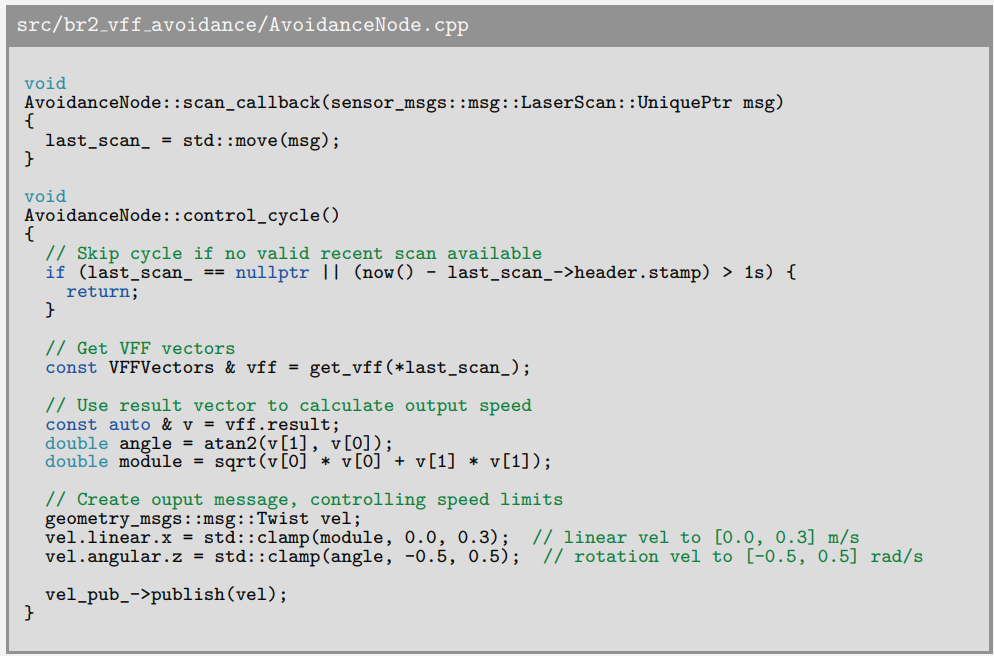 src/br2_vff_avoidance/AvoidanceNode.cpp
void
AvoidanceNode::scan_callback(sensor_msgs::msg::LaserScan::UniquePtr msg)
{
  last_scan_ = std::move(msg);
}
void
AvoidanceNode::control_cycle()
{
  // Skip cycle if no valid recent scan available
  if (last_scan_ == nullptr || (now() - last_scan_->header.stamp) > 1s) {
    return;
  }
  // Get VFF vectors
  const VFFVectors & vff = get_vff(*last_scan_);
  // Use result vector to calculate output speed
  const auto & v = vff.result;
  double angle = atan2(v[1], v[0]);
  double module = sqrt(v[0] * v[0] + v[1] * v[1]);
  // Create ouput message, controlling speed limits
  geometry_msgs::msg::Twist vel;
  vel.linear.x = std::clamp(module, 0.0, 0.3);  // linear vel to [0.0, 0.3] m/s
  vel.angular.z = std::clamp(angle, -0.5, 0.5);  // rotation vel to [-0.5, 0.5] rad/s
  vel_pub_->publish(vel);
}